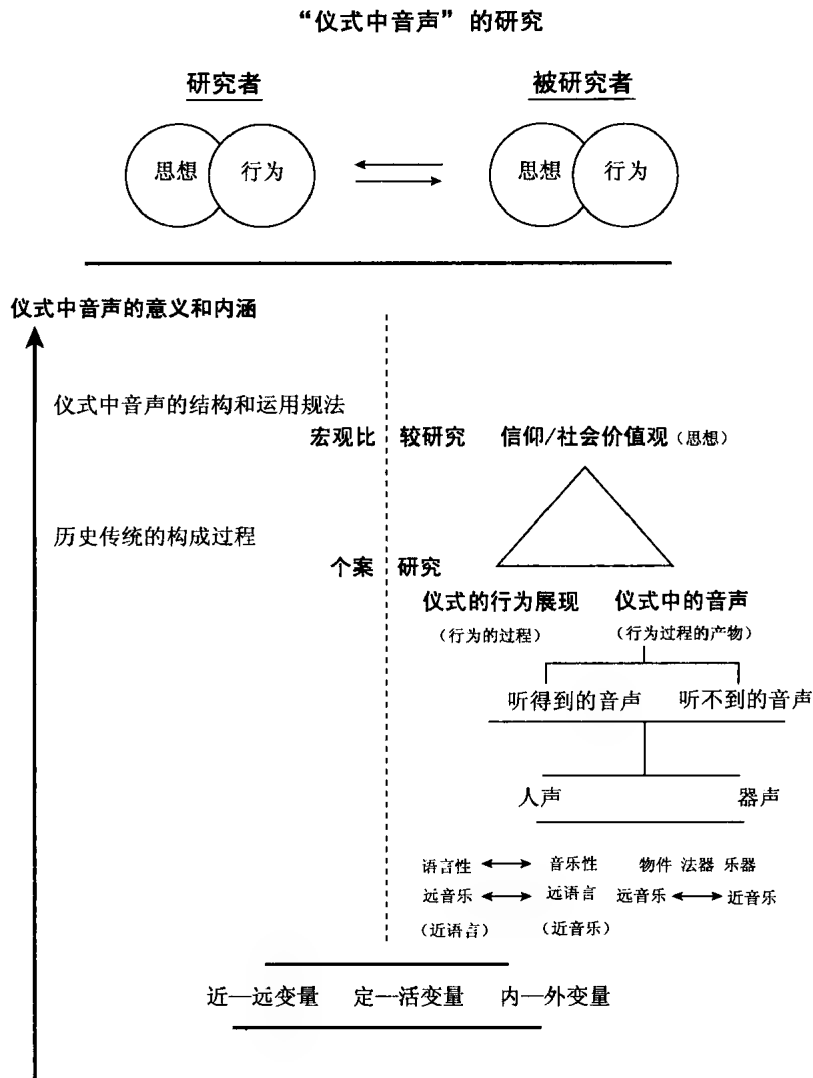 “仪式中音声”的研究
研究者 被研究者
思想 行为 思想 行为
仪式中音声的意义和内涵
仪式中音声的结构和运用规法
宏观比较研究 信仰/社会价值观（思想）
历史传统的构成过程
个案研究
仪式的行为展现 仪式中的音声
（行为的过程） （行为过程的产物）
听得到的音声 听不到的音声
人声 器声
语言性 音乐性 物件 法器 乐器
远音乐 远语言 远音乐 近音乐
（近语言） （近音乐）
近—远变量 定—活变量 内—外变量